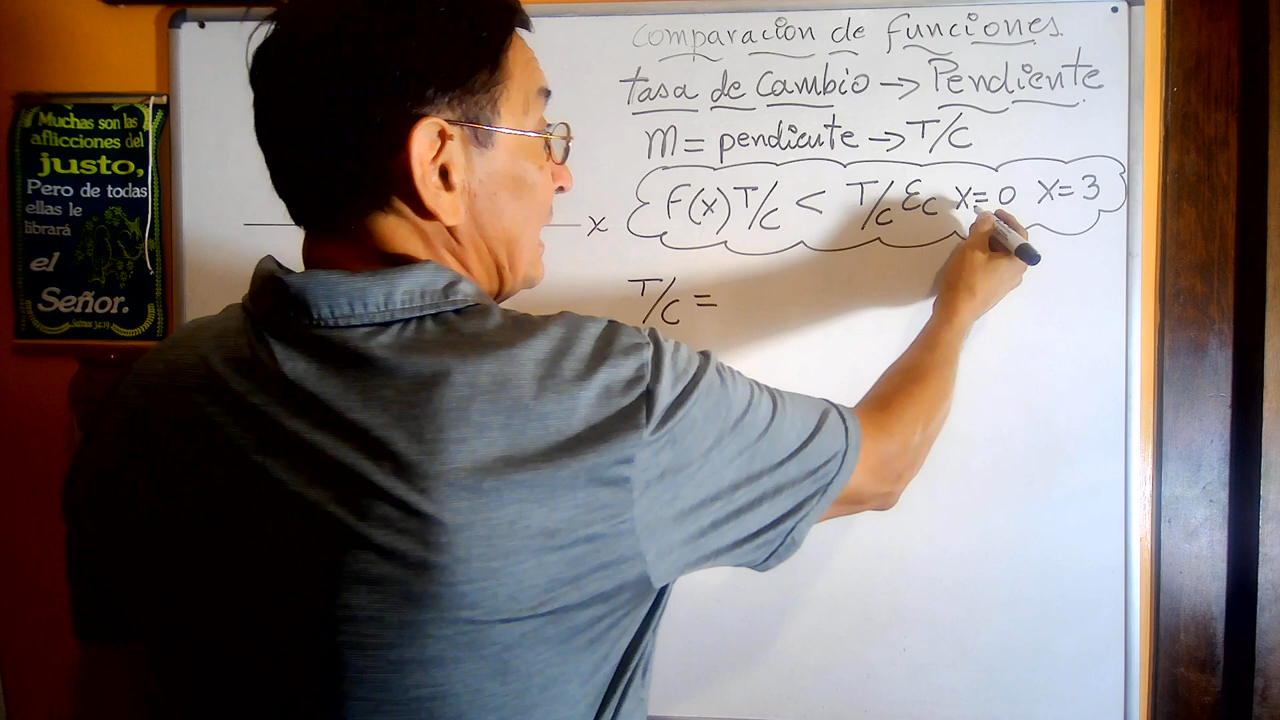 Muchas son las
aflicciones del
justo,
Pero de todas
ellas le
librará
el
Señor.
comparacion de funciones
tasa de Cambio → Pendiente
m = pendiente → T/C
F(x) T/C < T/C Ec x=0 x=3
x
T/C =